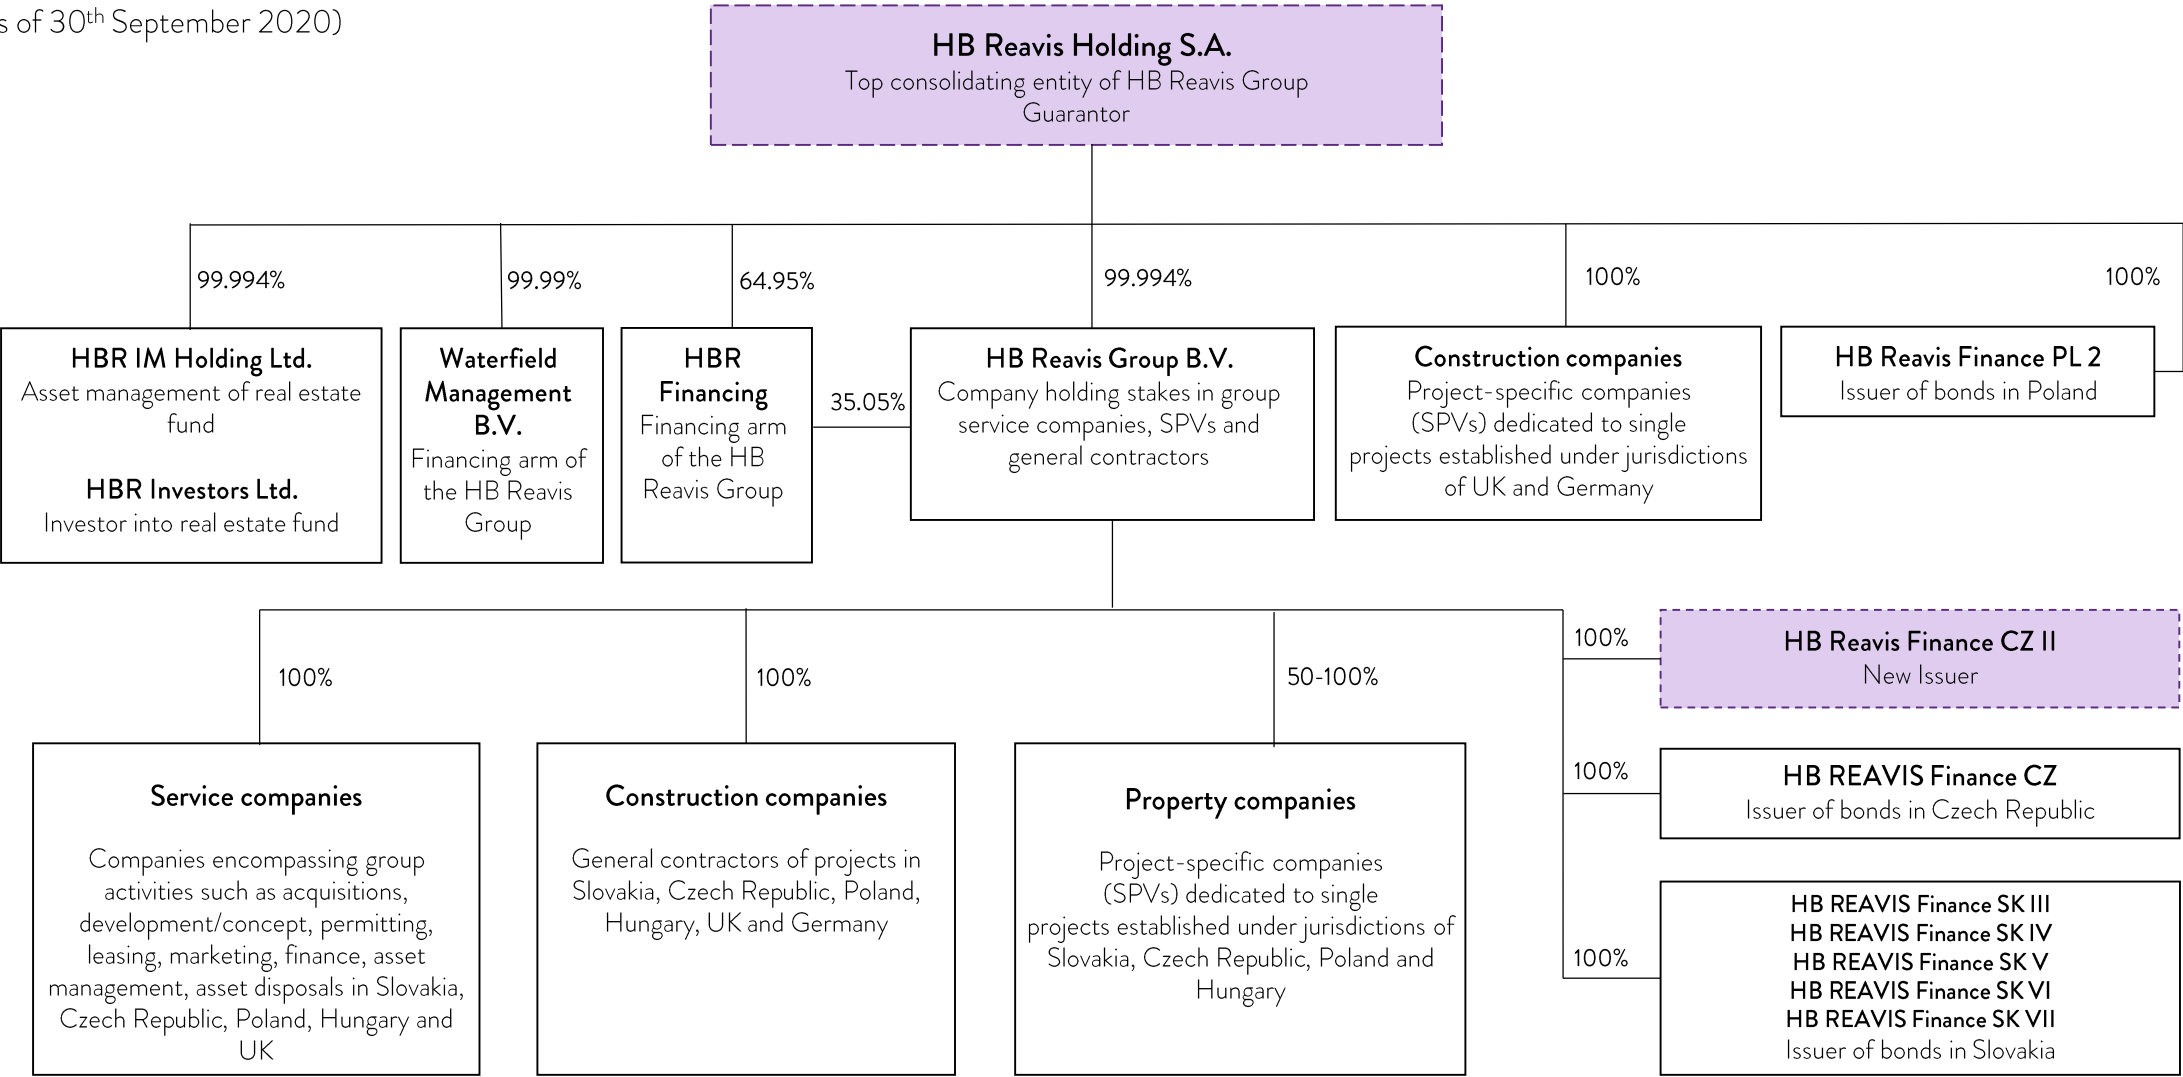 s of 30th September 2020)
HB Reavis Holding S.A.
Top consolidating entity of HB Reavis Group
Guarantor
99.994%
99.99%
64.95%
99.994%
100%
100%
HBR IM Holding Ltd.
Asset management of real estate
fund
HBR Investors Ltd.
Investor into real estate fund
Waterfield
Management
B.V.
Financing arm of
the HB Reavis
Group
HBR
Financing
Financing arm
of the HB
Reavis Group
35.05%
HB Reavis Group B.V.
Company holding stakes in group
service companies, SPVs and
general contractors
Construction companies
Project-specific companies
(SPVs) dedicated to single
projects established under jurisdictions
of UK and Germany
HB Reavis Finance PL 2
Issuer of bonds in Poland
100%
100%
50-100%
100%
HB Reavis Finance CZ II
New Issuer
100%
HB REAVIS Finance CZ
Issuer of bonds in Czech Republic
100%
HB REAVIS Finance SK III
HB REAVIS Finance SK IV
HB REAVIS Finance SK V
HB REAVIS Finance SK VI
HB REAVIS Finance SK VII
Issuer of bonds in Slovakia
Service companies
Companies encompassing group
activities such as acquisitions,
development/concept, permitting,
leasing, marketing, finance, asset
management, asset disposals in Slovakia,
Czech Republic, Poland, Hungary and
UK
Construction companies
General contractors of projects in
Slovakia, Czech Republic, Poland,
Hungary, UK and Germany
Property companies
Project-specific companies
(SPVs) dedicated to single
projects established under jurisdictions of
Slovakia, Czech Republic, Poland and
Hungary